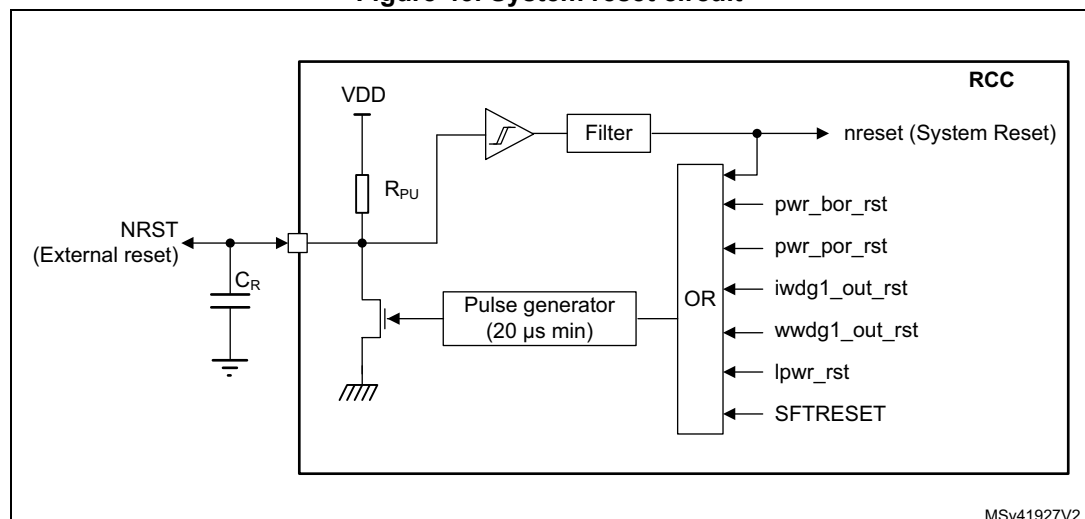 Figure 46. System reset circuit
RCC
VDD
Filter
nreset (System Reset)
RPU
pwr_bor_rst
NRST
(External reset)
pwr_por_rst
CR
iwdg1_out_rst
OR
Pulse generator
(20 µs min)
wwdg1_out_rst
lpwr_rst
SFTRESET
MSv41927V2